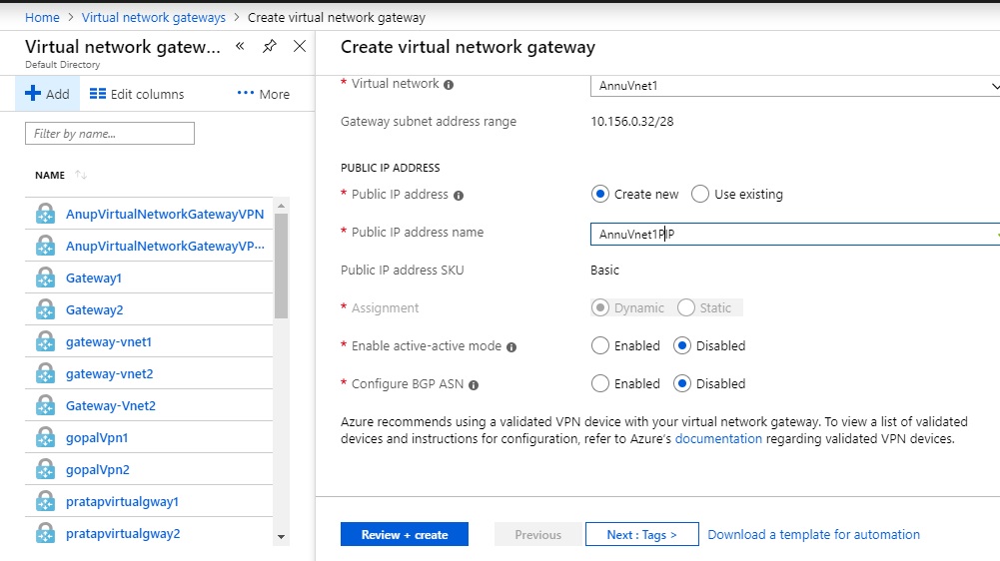 Home > Virtual network gateways > Create virtual network gateway
Virtual network gatew...
Default Directory
Add
Edit columns
More
Filter by name...
NAME
AnupVirtualNetworkGatewayVPN
AnupVirtualNetworkGatewayVP...
Gateway1
Gateway2
gateway-vnet1
gateway-vnet2
Gateway-Vnet2
gopalVpn1
gopalVpn2
pratapvirtualgway1
pratapvirtualgway2
Create virtual network gateway
* Virtual network
AnnuVnet1
Gateway subnet address range
10.156.0.32/28
PUBLIC IP ADDRESS
* Public IP address
Create new
Use existing
* Public IP address name
AnnuVnet1PIP
Public IP address SKU
Basic
* Assignment
Dynamic
Static
* Enable active-active mode
Enabled
Disabled
* Configure BGP ASN
Enabled
Disabled
Azure recommends using a validated VPN device with your virtual network gateway. To view a list of validated
devices and instructions for configuration, refer to Azure's documentation regarding validated VPN devices.
Review + create
Previous
Next : Tags >
Download a template for automation